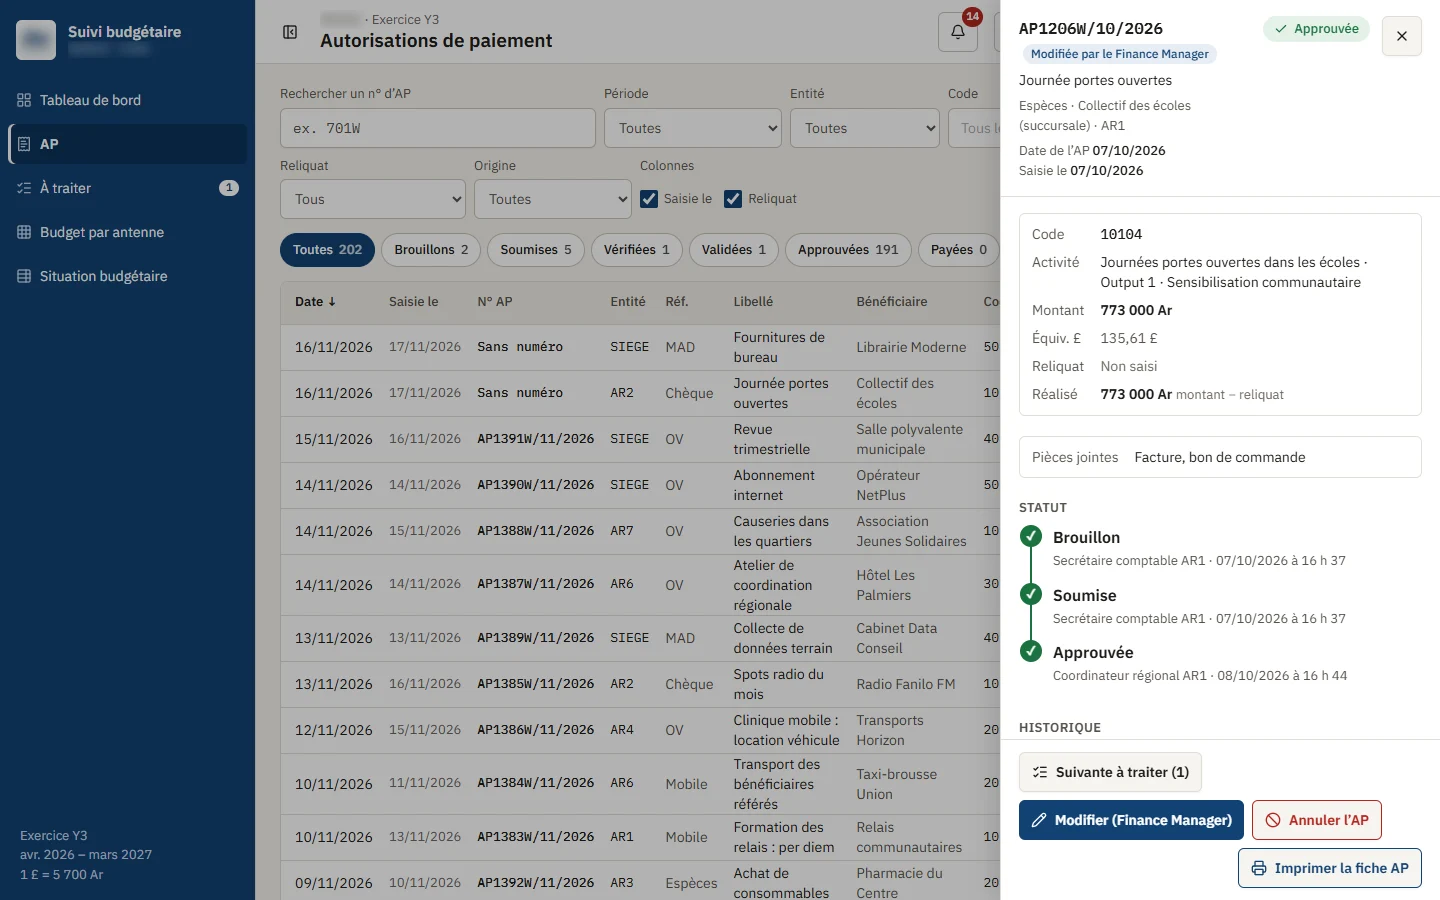 Suivi budgétaire
Tableau de bord
AP
À traiter 1
Budget par antenne
Situation budgétaire
Exercice Y3
avr. 2026 – mars 2027
1 £ = 5 700 Ar
· Exercice Y3
Autorisations de paiement
14
Rechercher un n° d’AP
ex. 701W
Période
Toutes
Entité
Toutes
Code
Tous l
Reliquat
Tous
Origine
Toutes
Colonnes
Saisie le
Reliquat
Toutes 202
Brouillons 2
Soumises 5
Vérifiées 1
Validées 1
Approuvées 191
Payées 0
Date ↓ Saisie le N° AP Entité Réf. Libellé Bénéficiaire Co
16/11/2026 17/11/2026 Sans numéro SIEGE MAD Fournitures de bureau Librairie Moderne 50
16/11/2026 17/11/2026 Sans numéro AR2 Chèque Journée portes ouvertes Collectif des écoles 10
15/11/2026 16/11/2026 AP1391W/11/2026 SIEGE OV Revue trimestrielle Salle polyvalente municipale 40
14/11/2026 14/11/2026 AP1390W/11/2026 SIEGE OV Abonnement internet Opérateur NetPlus 50
14/11/2026 15/11/2026 AP1388W/11/2026 AR7 OV Causeries dans les quartiers Association Jeunes Solidaires 10
14/11/2026 14/11/2026 AP1387W/11/2026 AR6 OV Atelier de coordination régionale Hôtel Les Palmiers 30
13/11/2026 13/11/2026 AP1389W/11/2026 SIEGE MAD Collecte de données terrain Cabinet Data Conseil 40
13/11/2026 16/11/2026 AP1385W/11/2026 AR2 Chèque Spots radio du mois Radio Fanilo FM 10
12/11/2026 15/11/2026 AP1386W/11/2026 AR4 OV Clinique mobile : location véhicule Transports Horizon 20
10/11/2026 11/11/2026 AP1384W/11/2026 AR6 Mobile Transport des bénéficiaires référés Taxi-brousse Union 20
10/11/2026 13/11/2026 AP1383W/11/2026 AR1 Mobile Formation des relais : per diem Relais communautaires 10
09/11/2026 10/11/2026 AP1392W/11/2026 AR3 Espèces Achat de consommables Pharmacie du Centre 20
AP1206W/10/2026
Approuvée
Modifiée par le Finance Manager
Journée portes ouvertes
Espèces · Collectif des écoles
(succursale) · AR1
Date de l’AP 07/10/2026
Saisie le 07/10/2026
Code 10104
Activité Journées portes ouvertes dans les écoles ·
Output 1 · Sensibilisation communautaire
Montant 773 000 Ar
Équiv. £ 135,61 £
Reliquat Non saisi
Réalisé 773 000 Ar montant – reliquat
Pièces jointes Facture, bon de commande
STATUT
Brouillon
Secrétaire comptable AR1 · 07/10/2026 à 16 h 37
Soumise
Secrétaire comptable AR1 · 07/10/2026 à 16 h 37
Approuvée
Coordinateur régional AR1 · 08/10/2026 à 16 h 44
HISTORIQUE
Suivante à traiter (1)
Modifier (Finance Manager)
Annuler l’AP
Imprimer la fiche AP